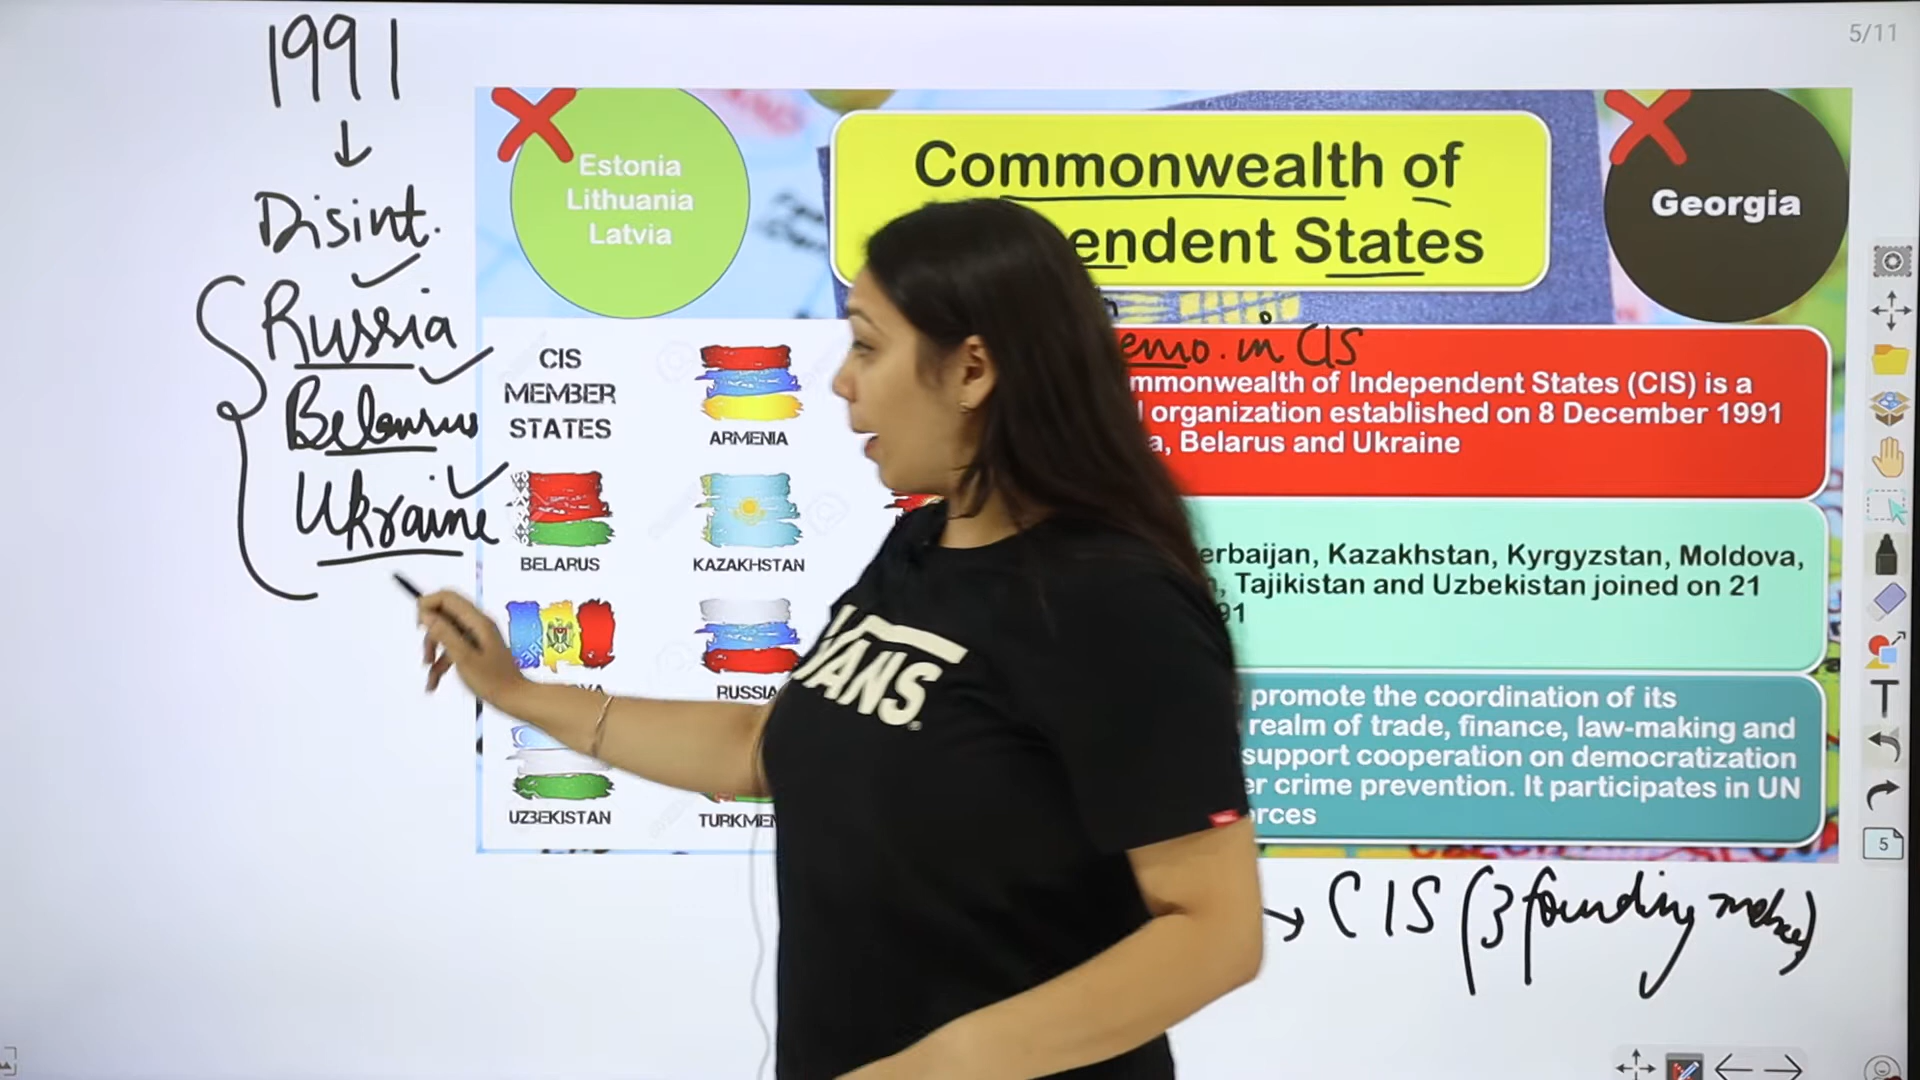 1991
↓
Disint.
Russia
Belarus
Ukraine
5/11
Estonia
Lithuania
Latvia
Commonwealth of
endent States
Georgia
emo. in CIS
CIS
MEMBER
STATES
ARMENIA
BELARUS
KAZAKHSTAN
RUSSIA
UZBEKISTAN
TURKMEN
mmonwealth of Independent States (CIS) is a
l organization established on 8 December 1991
a, Belarus and Ukraine
erbaijan, Kazakhstan, Kyrgyzstan, Moldova,
, Tajikistan and Uzbekistan joined on 21
91
promote the coordination of its
realm of trade, finance, law-making and
support cooperation on democratization
er crime prevention. It participates in UN
orces
→ CIS (3 founding
VANS
T
5